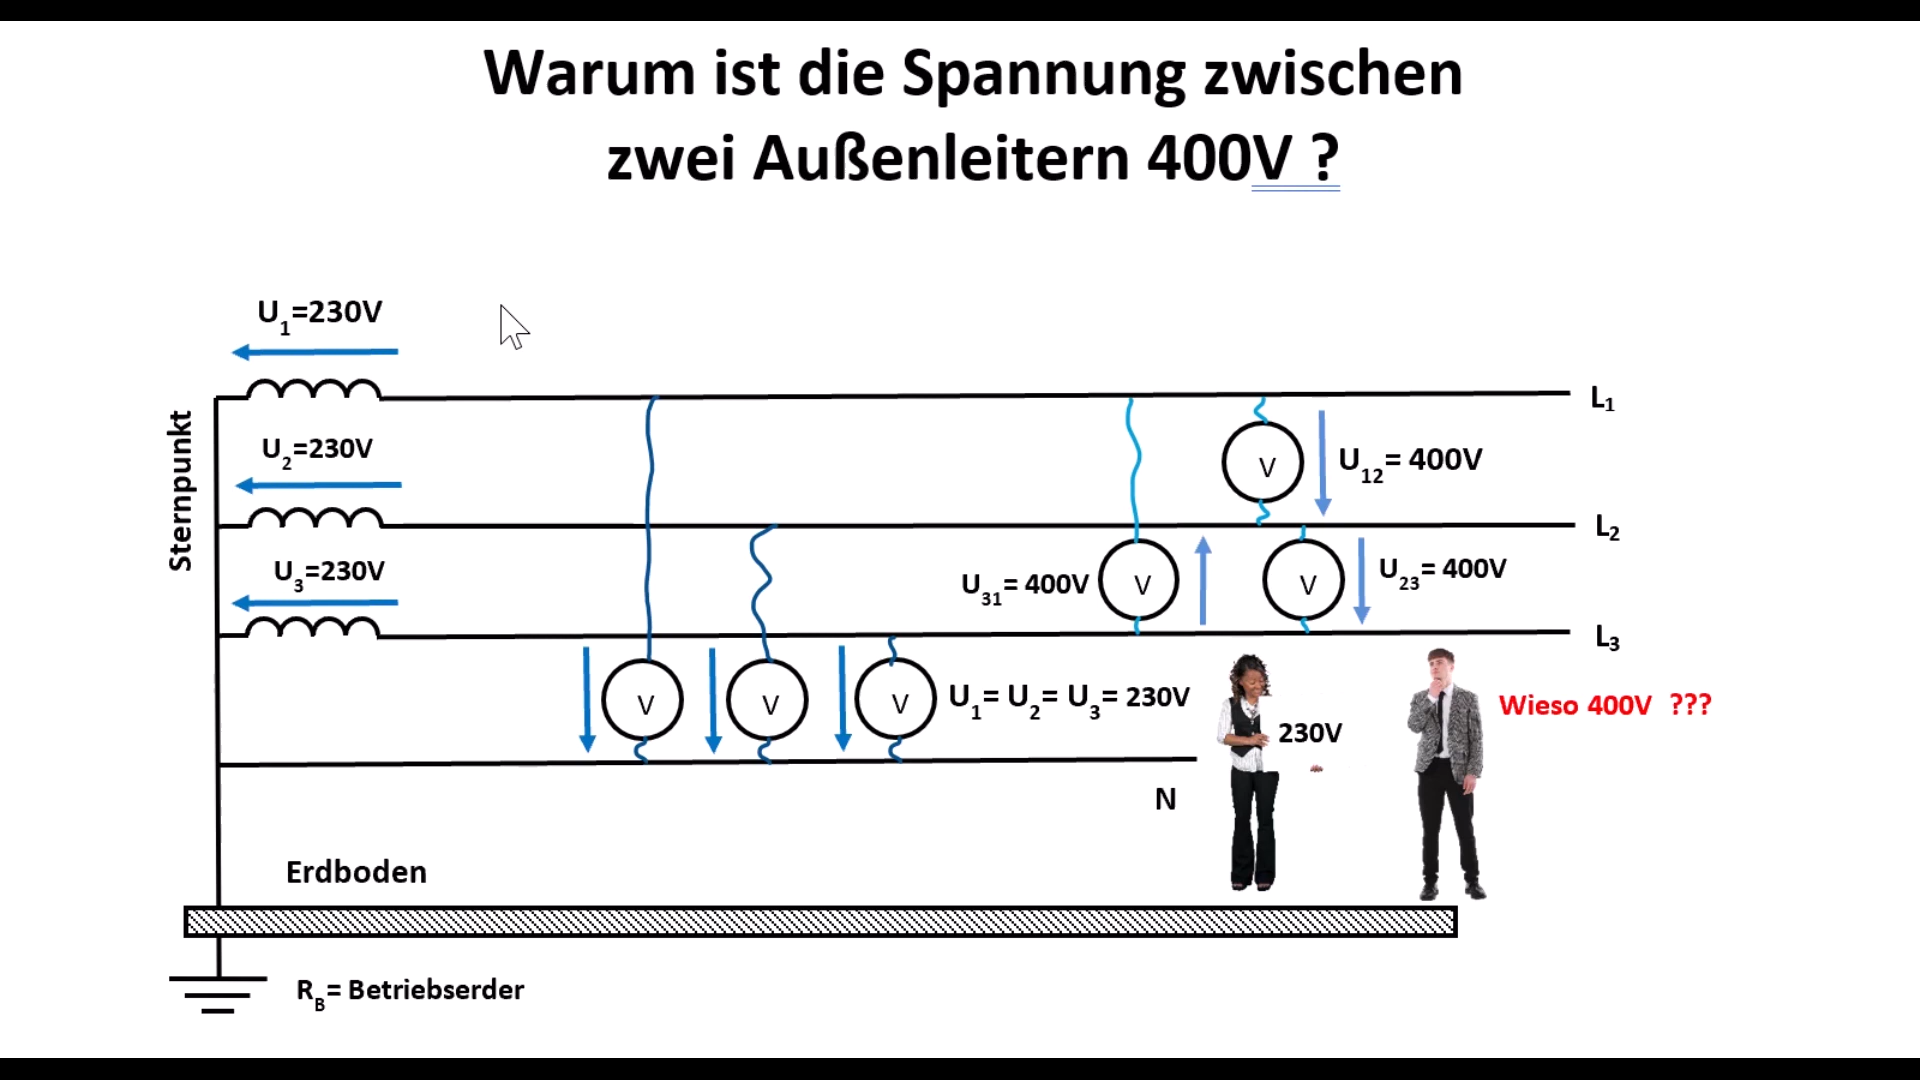 Warum ist die Spannung zwischen
zwei Außenleitern 400V ?
U1=230V
L1
Sternpunkt
U2=230V
V
U12= 400V
L2
U3=230V
U31= 400V
V
V
U23= 400V
L3
V
V
V
U1= U2= U3= 230V
230V
Wieso 400V ???
N
Erdboden
RB= Betriebserder